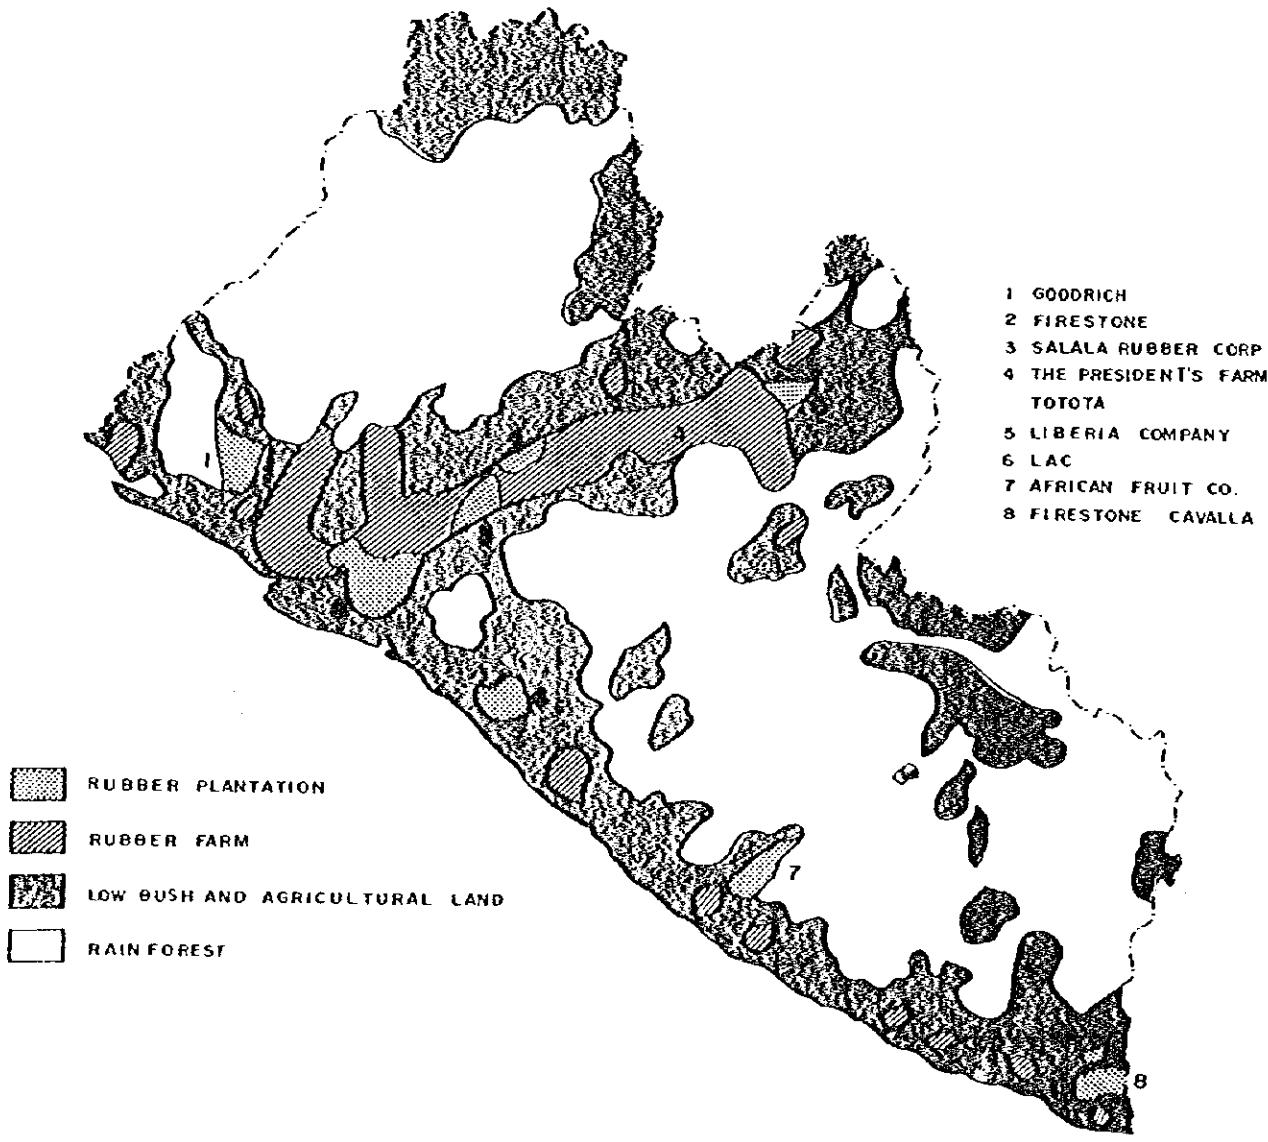 1 GOODRICH
2 FIRESTONE
3 SALALA RUBBER CORP
4 THE PRESIDENT'S FARM
TOTOTA
5 LIBERIA COMPANY
6 LAC
7 AFRICAN FRUIT CO.
8 FIRESTONE CAVALLA
1
4
7
8
RUBBER PLANTATION
RUBBER FARM
LOW BUSH AND AGRICULTURAL LAND
RAIN FOREST